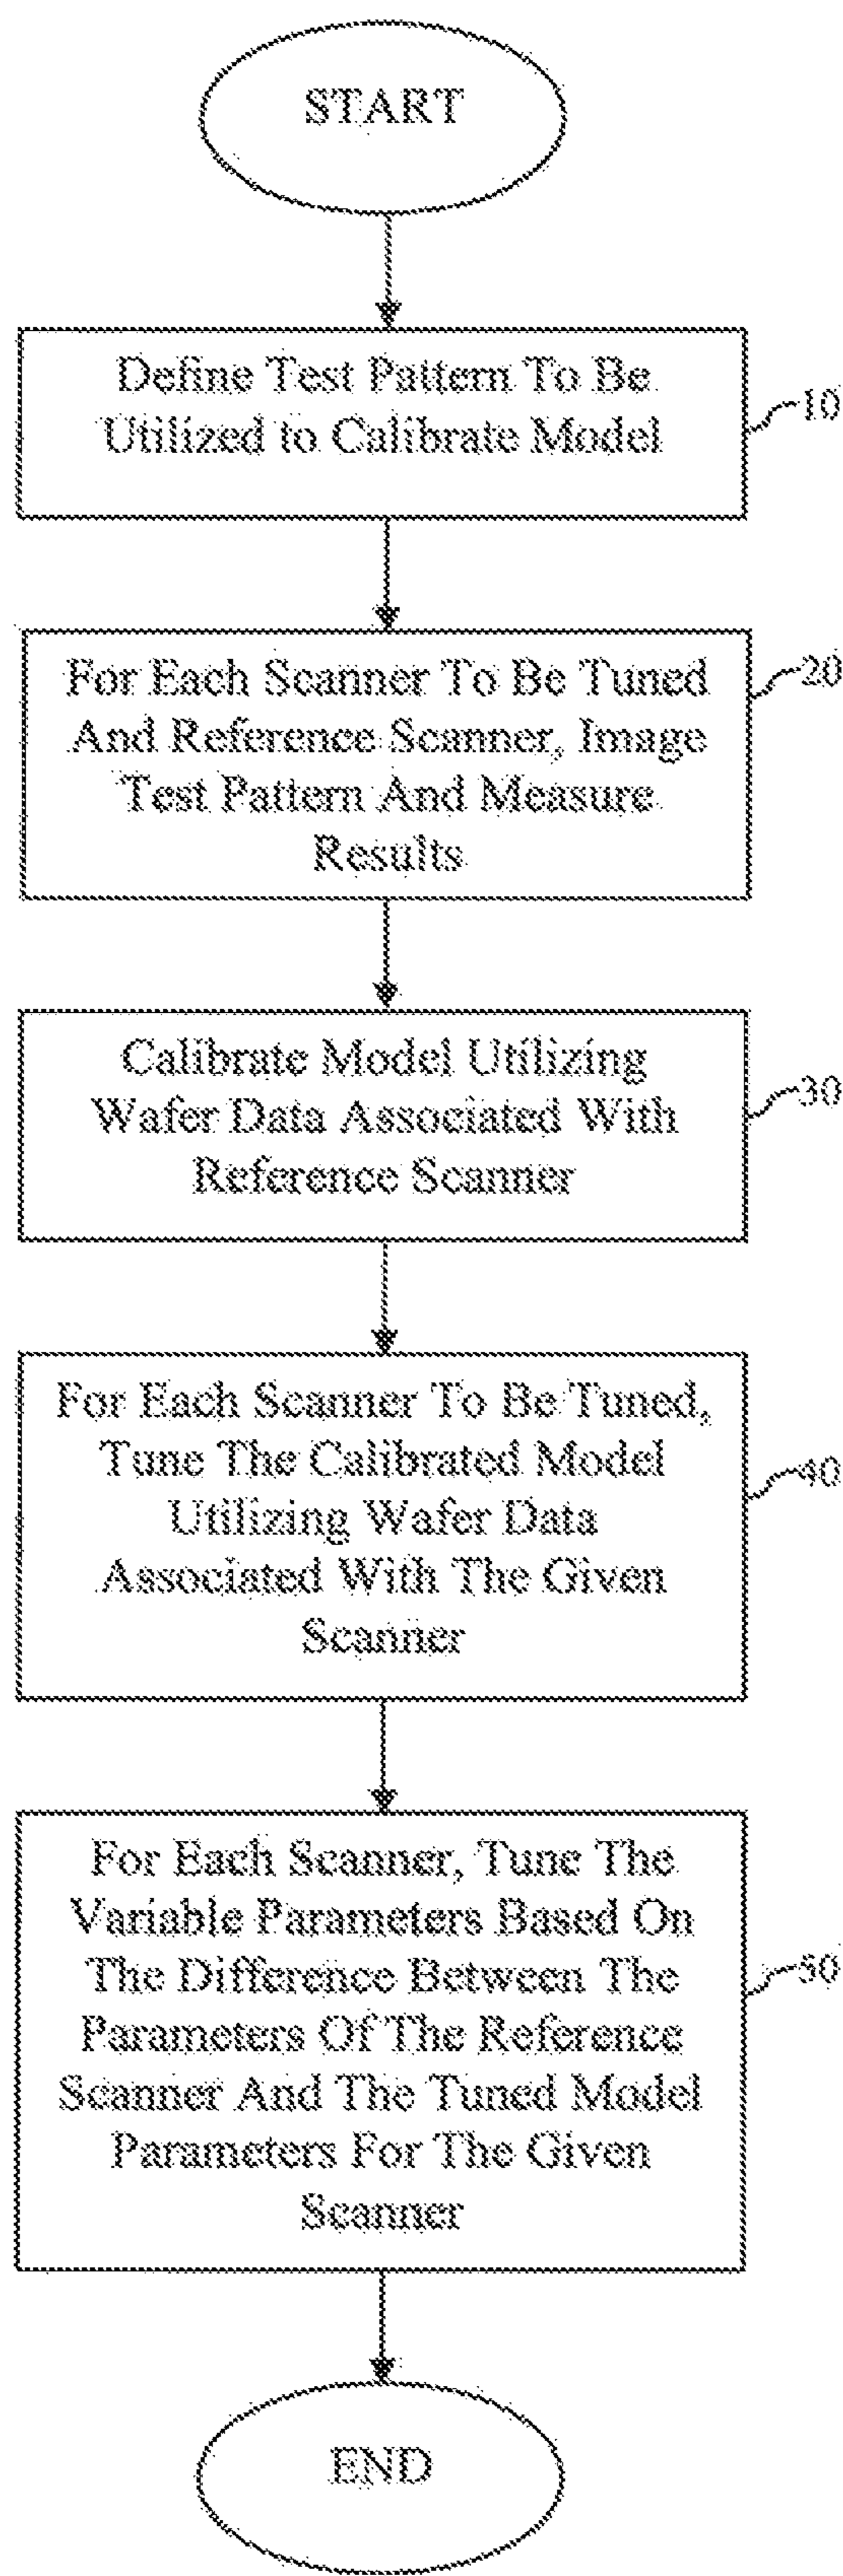 START
Define Test Pattern To Be
Utilized to Calibrate Model
10
For Each Scanner To Be Tuned
And Reference Scanner, Image
Test Pattern And Measure
Results
20
Calibrate Model Utilizing
Wafer Data Associated With
Reference Scanner
30
For Each Scanner To Be Tuned,
Tune The Calibrated Model
Utilizing Wafer Data
Associated With The Given
Scanner
40
For Each Scanner, Tune The
Variable Parameters Based On
The Difference Between The
Parameters Of The Reference
Scanner And The Tuned Model
Parameters For The Given
Scanner
50
END